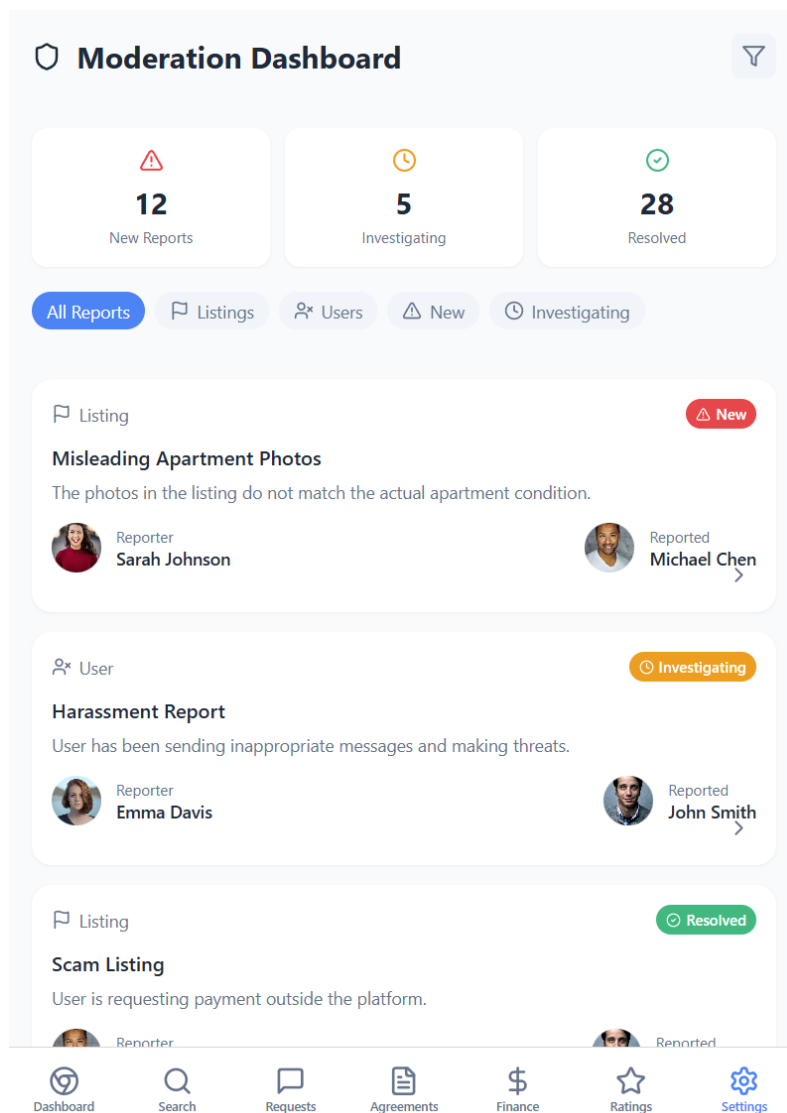 Moderation Dashboard
12
New Reports
5
Investigating
28
Resolved
All Reports
Listings
Users
New
Investigating
Listing
New
Misleading Apartment Photos
The photos in the listing do not match the actual apartment condition.
Reporter
Sarah Johnson
Reported
Michael Chen
User
Investigating
Harassment Report
User has been sending inappropriate messages and making threats.
Reporter
Emma Davis
Reported
John Smith
Listing
Resolved
Scam Listing
User is requesting payment outside the platform.
Reporter
Reported
Dashboard
Search
Requests
Agreements
Finance
Ratings
Settings